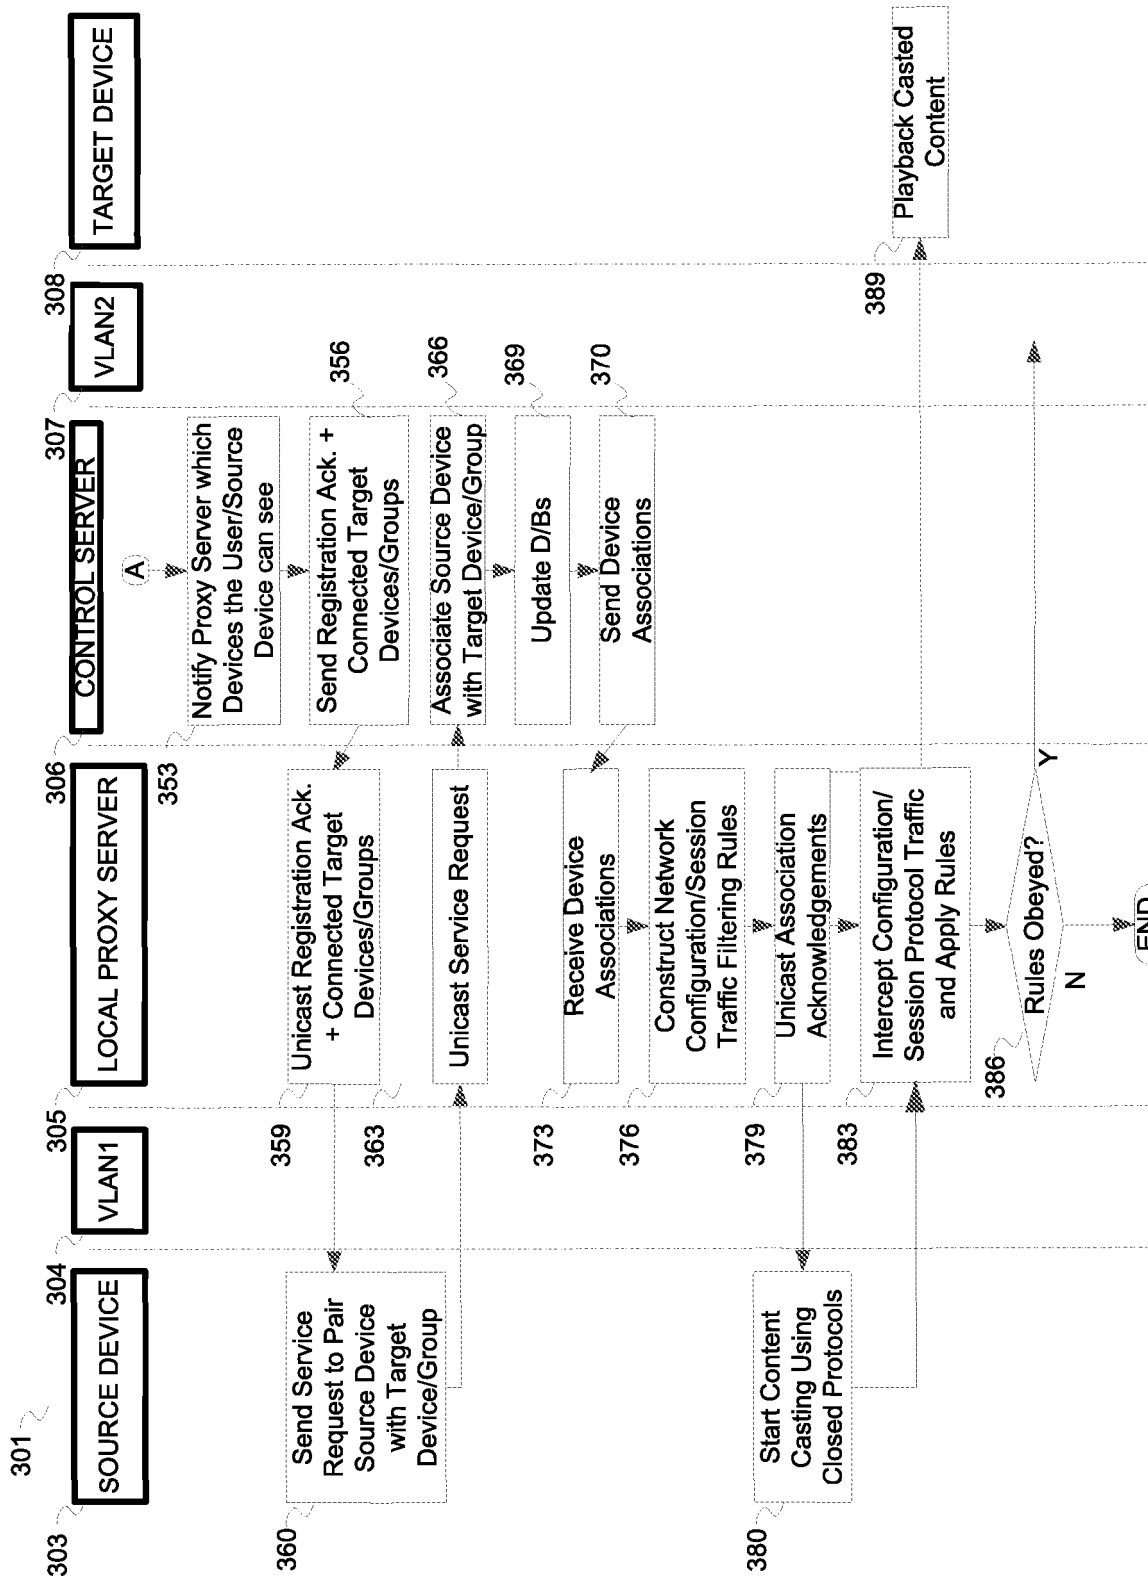 301
303
SOURCE DEVICE
304
VLAN1
305
LOCAL PROXY SERVER
306
CONTROL SERVER
307
VLAN2
308
TARGET DEVICE
A
353
Notify Proxy Server which
Devices the User/Source
Device can see
356
Send Registration Ack. +
Connected Target
Devices/Groups
359
Unicast Registration Ack.
+ Connected Target
Devices/Groups
360
Send Service
Request to Pair
Source Device
with Target
Device/Group
363
Unicast Service Request
366
Associate Source Device
with Target Device/Group
369
Update D/Bs
370
Send Device
Associations
373
Receive Device
Associations
376
Construct Network
Configuration/Session
Traffic Filtering Rules
379
Unicast Association
Acknowledgements
380
Start Content
Casting Using
Closed Protocols
383
Intercept Configuration/
Session Protocol Traffic
and Apply Rules
389
Playback Casted
Content
386
Rules Obeyed?
Y
N
END